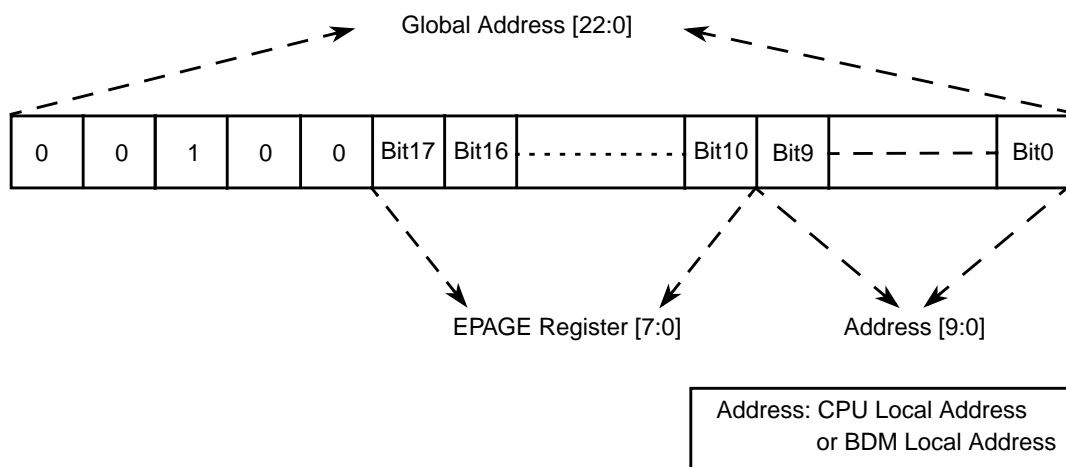 Global Address [22:0]
0 0 1 0 0 Bit17 Bit16 Bit10 Bit9 Bit0
EPAGE Register [7:0] Address [9:0]
Address: CPU Local Address
or BDM Local Address